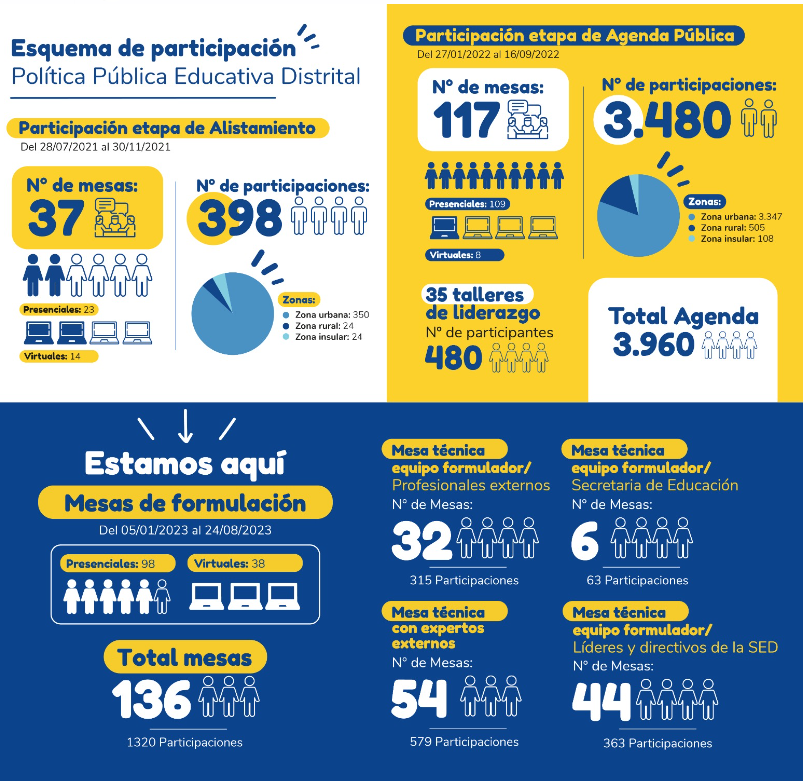 Esquema de participación
Política Pública Educativa Distrital
Participación etapa de Alistamiento
Del 28/07/2021 al 30/11/2021
N° de mesas:
37
N° de participaciones:
398
Presenciales: 23
Virtuales: 14
Zonas:
Zona urbana: 350
Zona rural: 24
Zona insular: 24
Participación etapa de Agenda Pública
Del 27/01/2022 al 16/09/2022
N° de mesas:
117
N° de participaciones:
3.480
Presenciales: 109
Virtuales: 8
Zonas:
Zona urbana: 3.347
Zona rural: 505
Zona insular: 108
35 talleres
de liderazgo
N° de participantes
480
Total Agenda
3.960
Estamos aquí
Mesas de formulación
Del 05/01/2023 al 24/08/2023
Presenciales: 98
Virtuales: 38
Total mesas
136
1320 Participaciones
Mesa técnica
equipo formulador/
Profesionales externos
N° de Mesas:
32
315 Participaciones
Mesa técnica
equipo formulador/
Secretaria de Educación
N° de Mesas:
6
63 Participaciones
Mesa técnica
con expertos
externos
N° de Mesas:
54
579 Participaciones
Mesa técnica
equipo formulador/
Líderes y directivos de la SED
N° de Mesas:
44
363 Participaciones